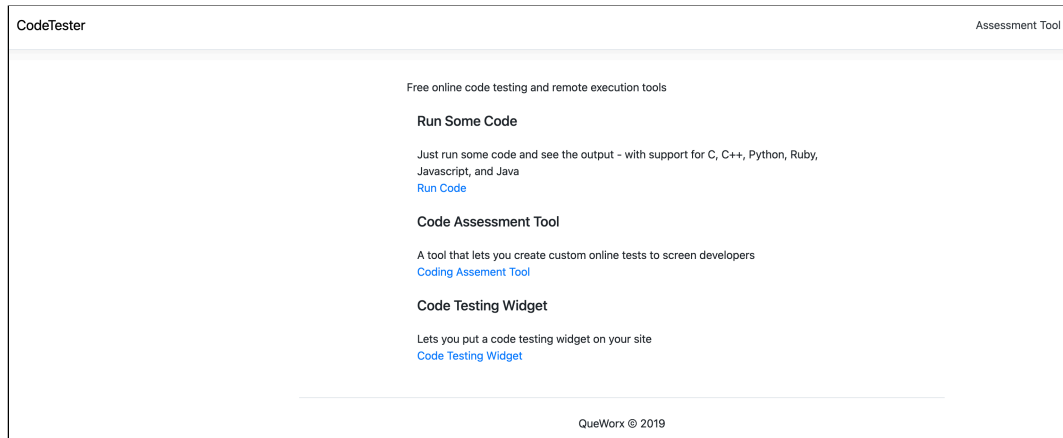 CodeTester
Assessment Tool
Free online code testing and remote execution tools
Run Some Code
Just run some code and see the output - with support for C, C++, Python, Ruby,
Javascript, and Java
Run Code
Code Assessment Tool
A tool that lets you create custom online tests to screen developers
Coding Assement Tool
Code Testing Widget
Lets you put a code testing widget on your site
Code Testing Widget
QueWorx © 2019